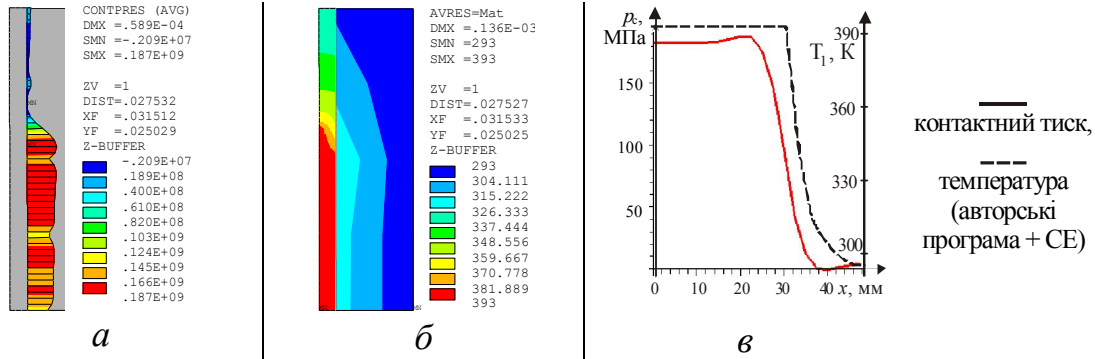 CONTPRES (AVG)
DMX =.589E-04
SMN =-.209E+07
SMX =.187E+09
ZV =1
DIST=.027532
XF =.031512
YF =.025029
Z-BUFFER
-.209E+07
.189E+08
.400E+08
.610E+08
.820E+08
.103E+09
.124E+09
.145E+09
.166E+09
.187E+09
MN
а
AVRES=Mat
DMX =.136E-03
SMN =293
SMX =393
ZV =1
DIST=.027527
XF =.031533
YF =.025025
Z-BUFFER
293
304.111
315.222
326.333
337.444
348.556
359.667
370.778
381.889
393
MN
б
pc,
МПа
T1, К
150
100
50
390
360
330
300
0 10 20 30 40 x, мм
в
контактний тиск,
температура
(авторські
програма + СЕ)